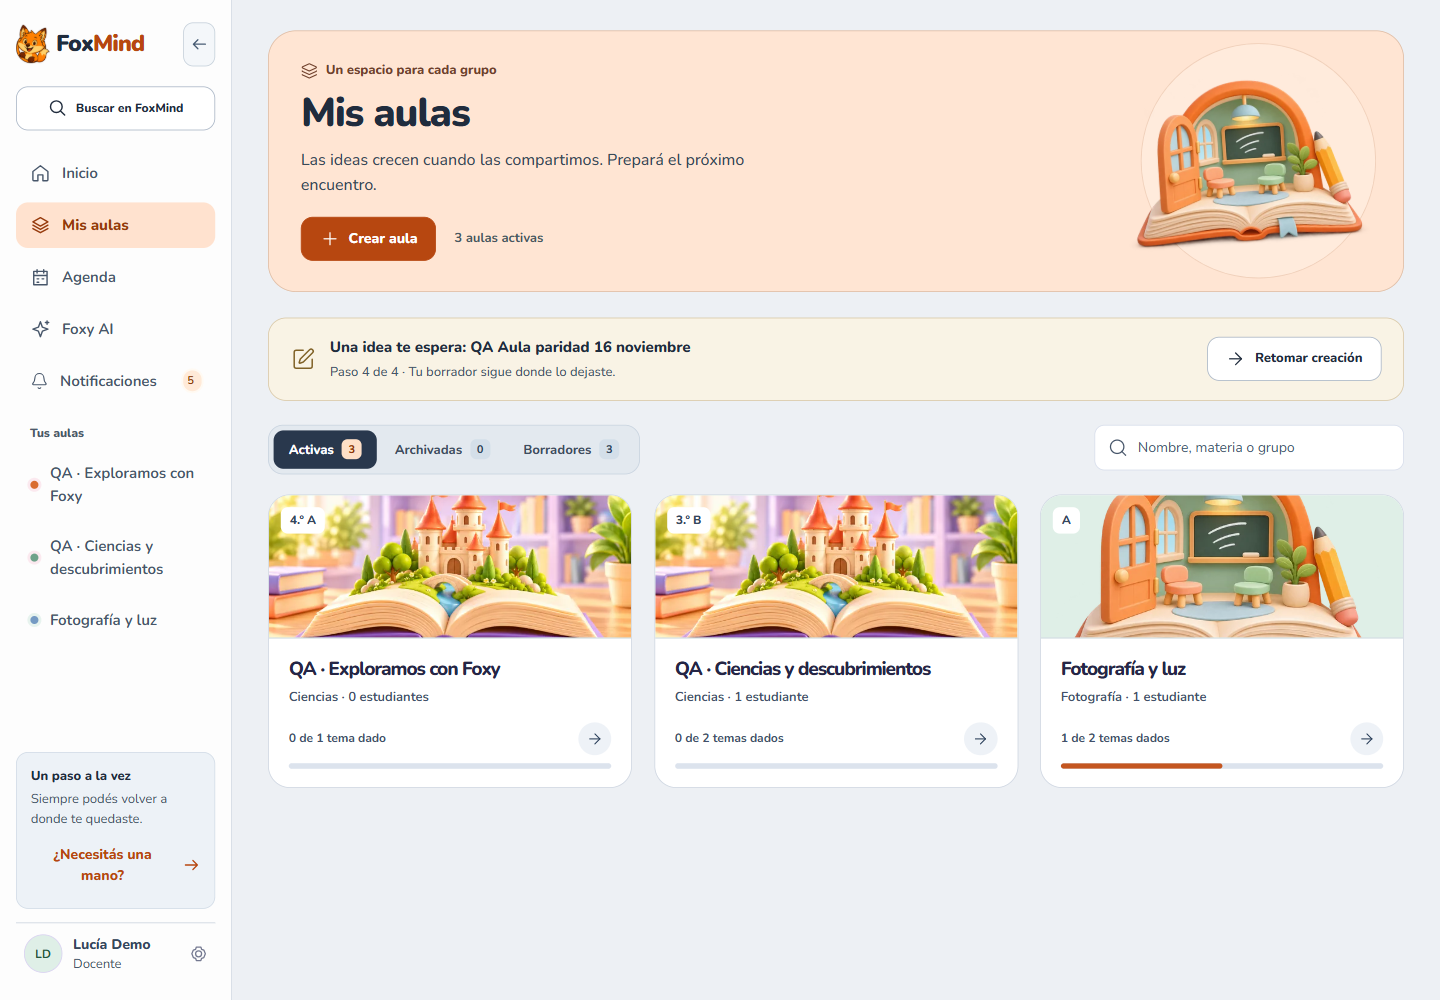 FoxMind
Buscar en FoxMind
Inicio
Mis aulas
Agenda
Foxy AI
Notificaciones 5
Tus aulas
QA · Exploramos con
Foxy
QA · Ciencias y
descubrimientos
Fotografía y luz
Un paso a la vez
Siempre podés volver a
donde te quedaste.
¿Necesitás una
mano?
LD
Lucía Demo
Docente
Un espacio para cada grupo
Mis aulas
Las ideas crecen cuando las compartimos. Prepará el próximo
encuentro.
Crear aula
3 aulas activas
Una idea te espera: QA Aula paridad 16 noviembre
Paso 4 de 4 · Tu borrador sigue donde lo dejaste.
Retomar creación
Activas 3
Archivadas 0
Borradores 3
Nombre, materia o grupo
4.º A
QA · Exploramos con Foxy
Ciencias · 0 estudiantes
0 de 1 tema dado
3.º B
QA · Ciencias y descubrimientos
Ciencias · 1 estudiante
0 de 2 temas dados
A
Fotografía y luz
Fotografía · 1 estudiante
1 de 2 temas dados